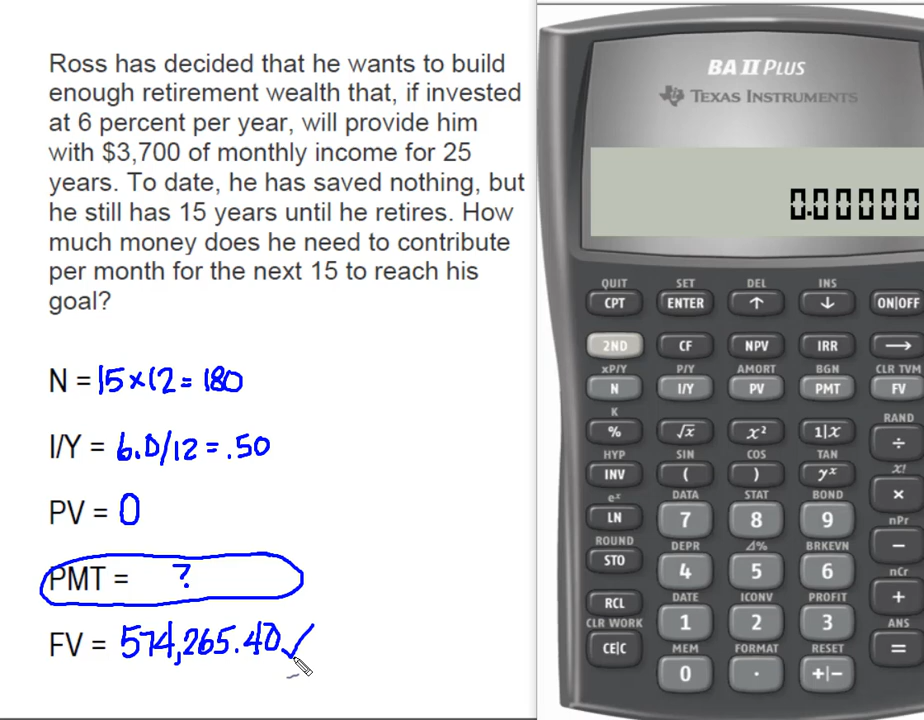 Ross has decided that he wants to build
enough retirement wealth that, if invested
at 6 percent per year, will provide him
with $3,700 of monthly income for 25
years. To date, he has saved nothing, but
he still has 15 years until he retires. How
much money does he need to contribute
per month for the next 15 to reach his
goal?
N = 15×12= 180
I/Y = 6.0/12 = .50
PV = 0
PMT = ?
FV = 574,265.40✓
BA II PLUS
TEXAS INSTRUMENTS
0.00000
QUIT SET DEL INS
CPT ENTER ↑ ↓ ON|OFF
2ND CF NPV IRR →
xP/Y P/Y AMORT BGN CLR TVM
N I/Y PV PMT FV
K RAND
% √x x² 1|x ÷
HYP SIN COS TAN x!
INV ( ) yˣ ×
eˣ DATA STAT BOND nPr
LN 7 8 9 −
ROUND DEPR Δ% BRKEVN nCr
STO 4 5 6 +
DATE ICONV PROFIT ANS
RCL 1 2 3 =
CLR WORK MEM FORMAT RESET
CE|C 0 . +|−